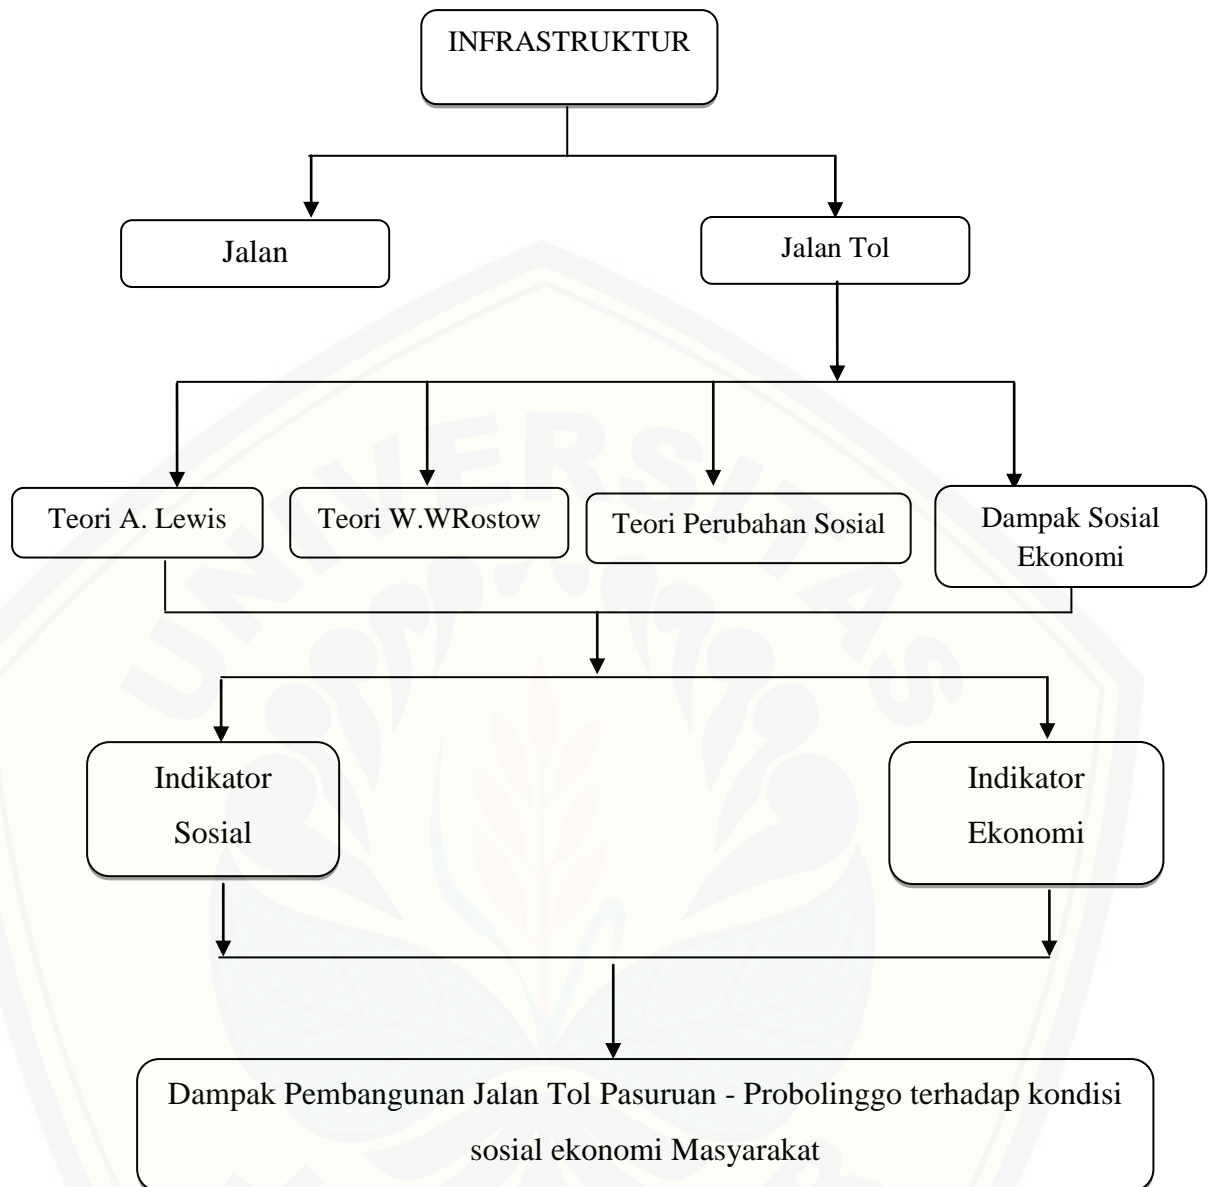 INFRASTRUKTUR
Jalan
Jalan Tol
Teori A. Lewis
Teori W.WRostow
Teori Perubahan Sosial
Dampak Sosial
Ekonomi
UNIVERSITAS
Indikator
Sosial
Indikator
Ekonomi
Dampak Pembangunan Jalan Tol Pasuruan - Probolinggo terhadap kondisi
sosial ekonomi Masyarakat